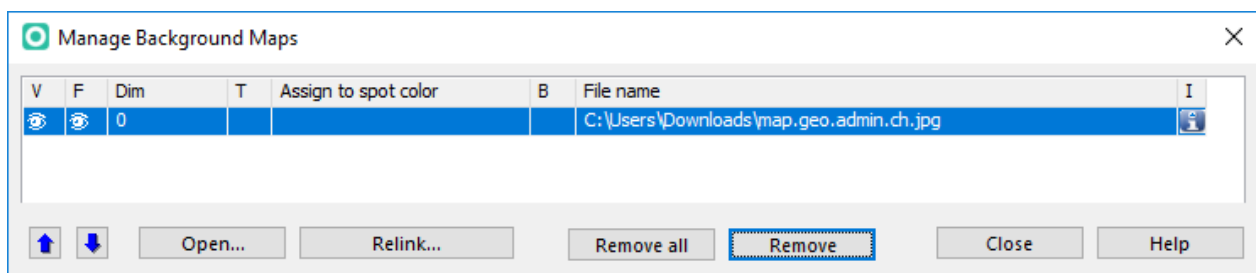 Manage Background Maps
V F Dim T Assign to spot color B File name I
0 C:\Users\Downloads\map.geo.admin.ch.jpg
Open... Relink... Remove all Remove Close Help